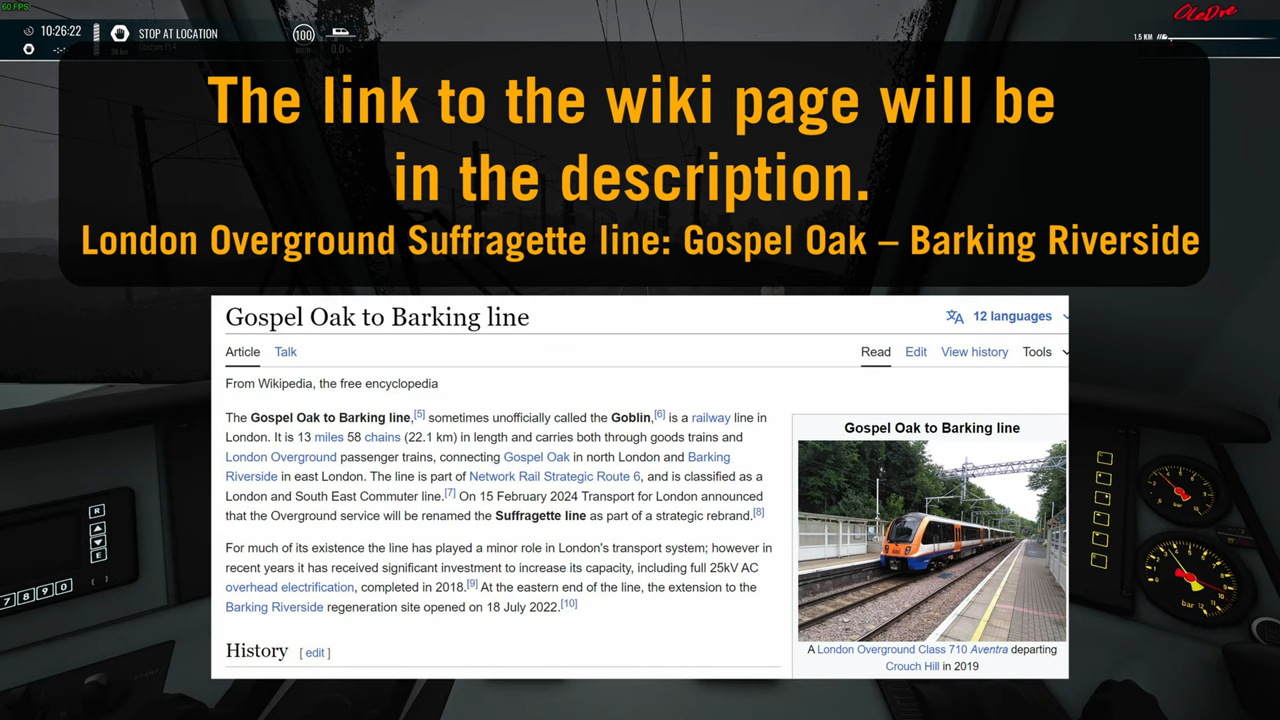 60 FPS
10:26:22
STOP AT LOCATION
100
0.0%
1.5 KM
OleDre
The link to the wiki page will be
in the description.
London Overground Suffragette line: Gospel Oak – Barking Riverside
Gospel Oak to Barking line
12 languages
Article Talk
Read Edit View history Tools
From Wikipedia, the free encyclopedia
The Gospel Oak to Barking line,[5] sometimes unofficially called the Goblin,[6] is a railway line in
London. It is 13 miles 58 chains (22.1 km) in length and carries both through goods trains and
London Overground passenger trains, connecting Gospel Oak in north London and Barking
Riverside in east London. The line is part of Network Rail Strategic Route 6, and is classified as a
London and South East Commuter line.[7] On 15 February 2024 Transport for London announced
that the Overground service will be renamed the Suffragette line as part of a strategic rebrand.[8]
For much of its existence the line has played a minor role in London's transport system; however in
recent years it has received significant investment to increase its capacity, including full 25kV AC
overhead electrification, completed in 2018.[9] At the eastern end of the line, the extension to the
Barking Riverside regeneration site opened on 18 July 2022.[10]
History [ edit ]
Gospel Oak to Barking line
A London Overground Class 710 Aventra departing
Crouch Hill in 2019
R
E
7 8 9 0
bar
bar